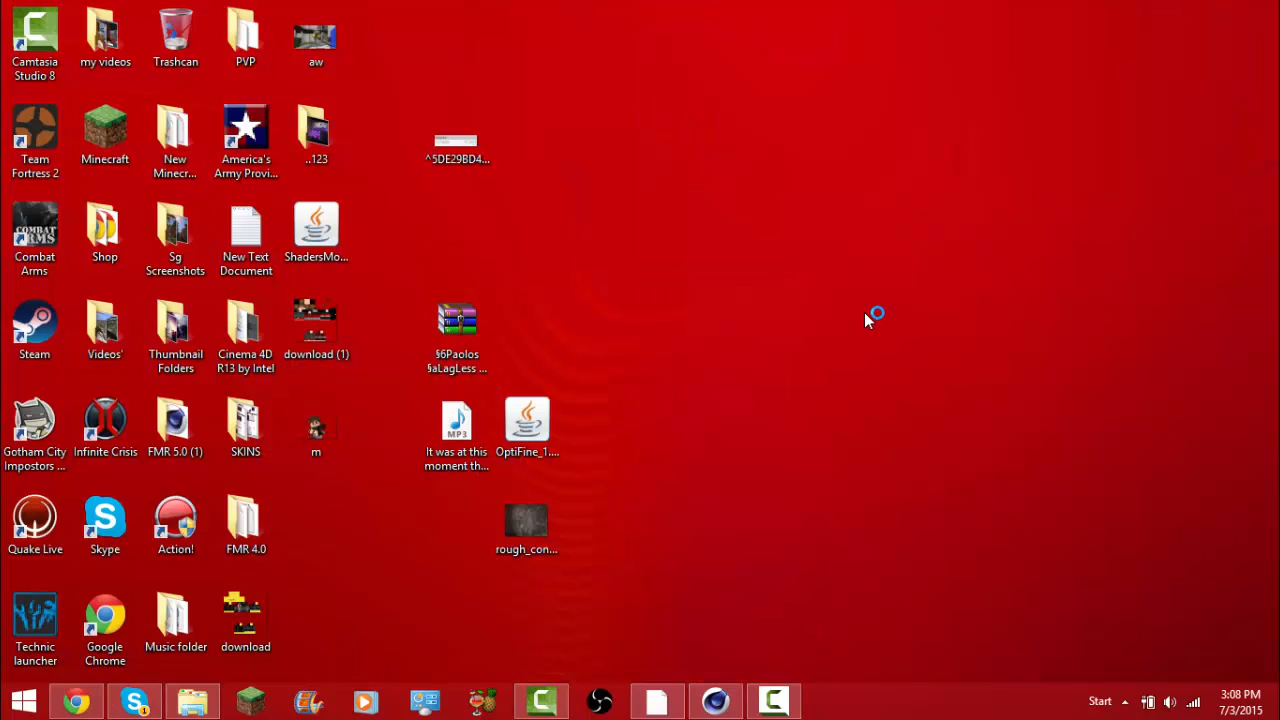 Camtasia
Studio 8
my videos
Trashcan
PVP
aw
Team
Fortress 2
Minecraft
New
Minecr...
America's
Army Provi...
..123
^5DE29BD4...
COMBAT
ARMS
Combat
Arms
Shop
Sg
Screenshots
New Text
Document
ShadersMo...
Steam
Videos'
Thumbnail
Folders
Cinema 4D
R13 by Intel
download (1)
§6Paolos
§aLagLess ...
Gotham City
Impostors ...
Infinite Crisis
FMR 5.0 (1)
SKINS
m
MP3
It was at this
moment th...
OptiFine_1....
Quake Live
Skype
Action!
FMR 4.0
rough_con...
Technic
launcher
Google
Chrome
Music folder
download
1
Start
3:08 PM
7/3/2015